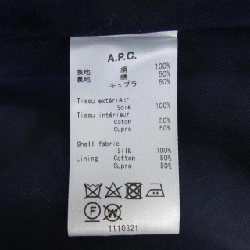 A.P.C.
表地 絹 100%
裏地 綿 50%
キュプラ 50%
Tissu extérieur
Soie 100%
Tissu intérieur
Coton 50%
Cupro 50%
Shell fabric
Silk 100%
Lining Cotton 50%
Cupro 50%
1110321